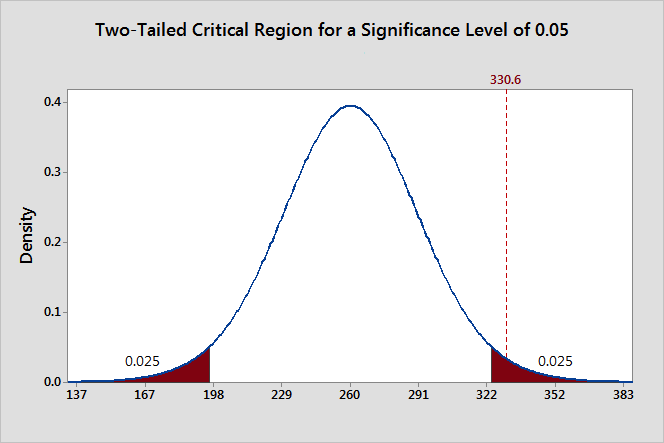 Two-Tailed Critical Region for a Significance Level of 0.05
330.6
0.4
0.3
0.2
0.1
0.0
Density
0.025
0.025
137 167 198 229 260 291 322 352 383